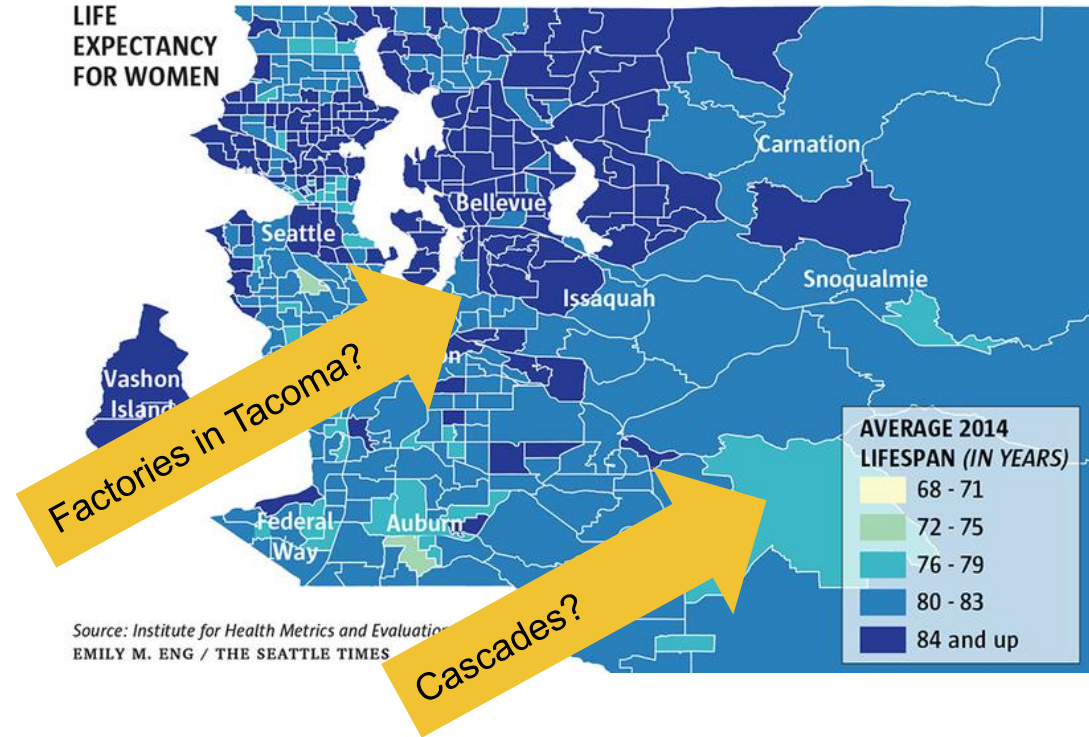 LIFE
EXPECTANCY
FOR WOMEN
Carnation
Bellevue
Seattle
Snoqualmie
Issaquah
Factories in Tacoma?
on
Vashon
Island
AVERAGE 2014
LIFESPAN (IN YEARS)
68 - 71
72 - 75
76 - 79
80 - 83
84 and up
Federal
Way
Auburn
Cascades?
Source: Institute for Health Metrics and Evaluation
EMILY M. ENG / THE SEATTLE TIMES